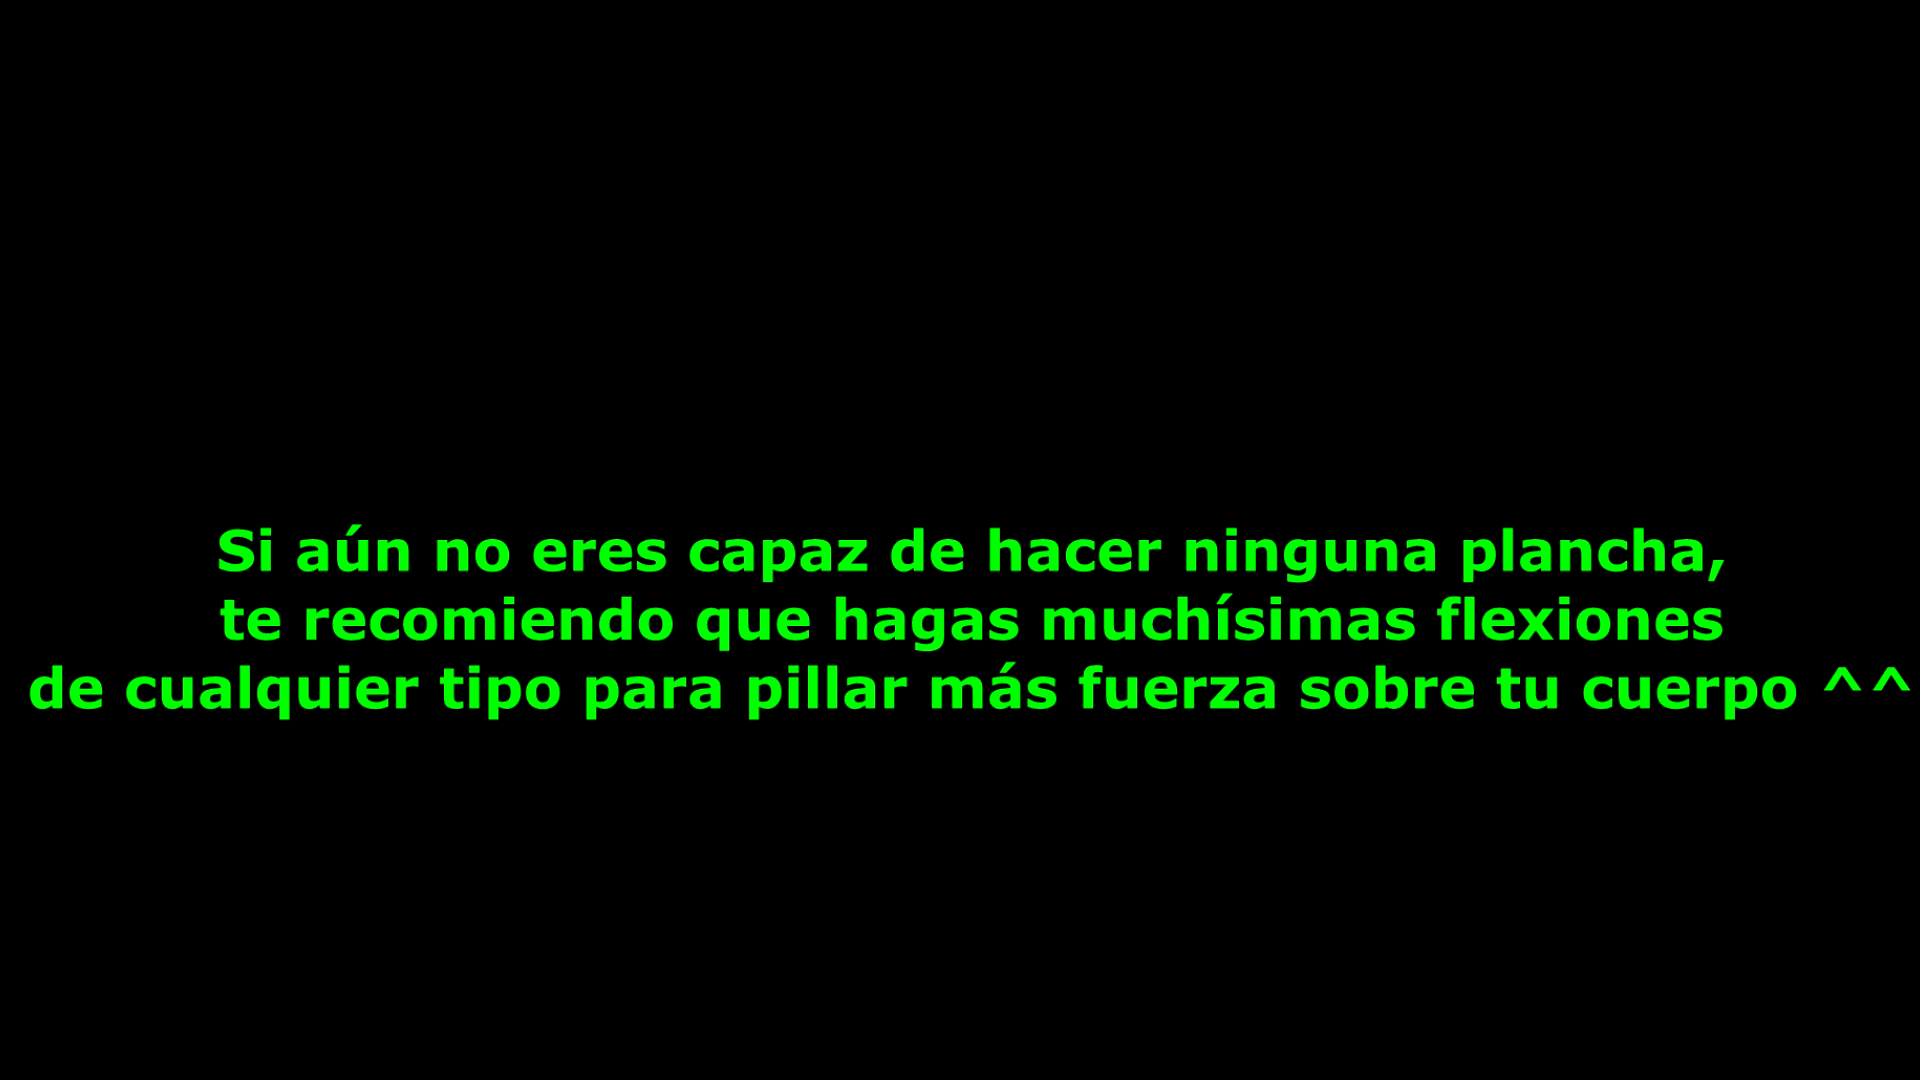 Si aún no eres capaz de hacer ninguna plancha,
te recomiendo que hagas muchísimas flexiones
de cualquier tipo para pillar más fuerza sobre tu cuerpo ^^